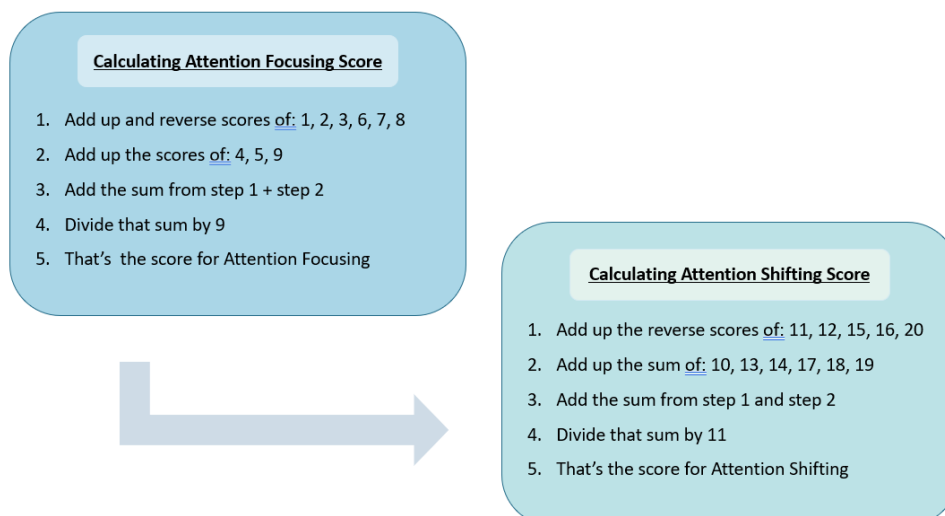 Calculating Attention Focusing Score
1. Add up and reverse scores of: 1, 2, 3, 6, 7, 8
2. Add up the scores of: 4, 5, 9
3. Add the sum from step 1 + step 2
4. Divide that sum by 9
5. That's the score for Attention Focusing
Calculating Attention Shifting Score
1. Add up the reverse scores of: 11, 12, 15, 16, 20
2. Add up the sum of: 10, 13, 14, 17, 18, 19
3. Add the sum from step 1 and step 2
4. Divide that sum by 11
5. That's the score for Attention Shifting